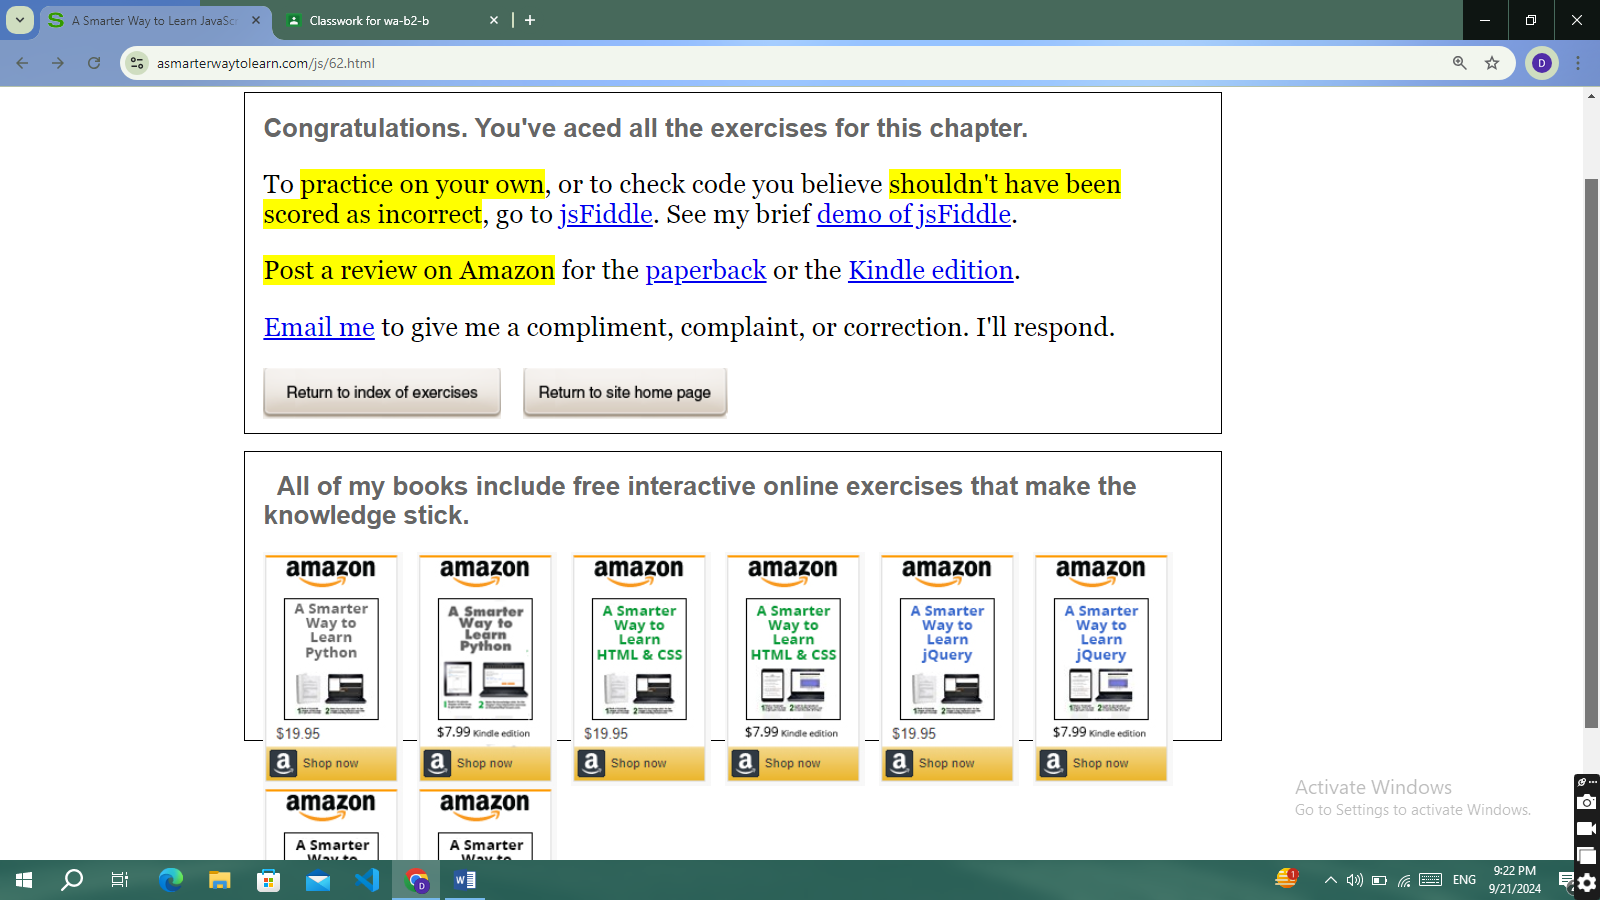 A Smarter Way to Learn JavaScr
Classwork for wa-b2-b
asmarterwaytolearn.com/js/62.html
D
Congratulations. You've aced all the exercises for this chapter.
To practice on your own, or to check code you believe shouldn't have been
scored as incorrect, go to jsFiddle. See my brief demo of jsFiddle.
Post a review on Amazon for the paperback or the Kindle edition.
Email me to give me a compliment, complaint, or correction. I'll respond.
Return to index of exercises
Return to site home page
All of my books include free interactive online exercises that make the
knowledge stick.
amazon
A Smarter
Way to
Learn
Python
$19.95
Shop now
amazon
A Smarter
Way to
Learn
Python
1 2
$7.99 Kindle edition
Shop now
amazon
A Smarter
Way to
Learn
HTML & CSS
$19.95
Shop now
amazon
A Smarter
Way to
Learn
HTML & CSS
$7.99 Kindle edition
Shop now
amazon
A Smarter
Way to
Learn
jQuery
$19.95
Shop now
amazon
A Smarter
Way to
Learn
jQuery
$7.99 Kindle edition
Shop now
amazon
A Smarter
Way to
amazon
A Smarter
Way to
Activate Windows
Go to Settings to activate Windows.
1
ENG
9:22 PM
9/21/2024